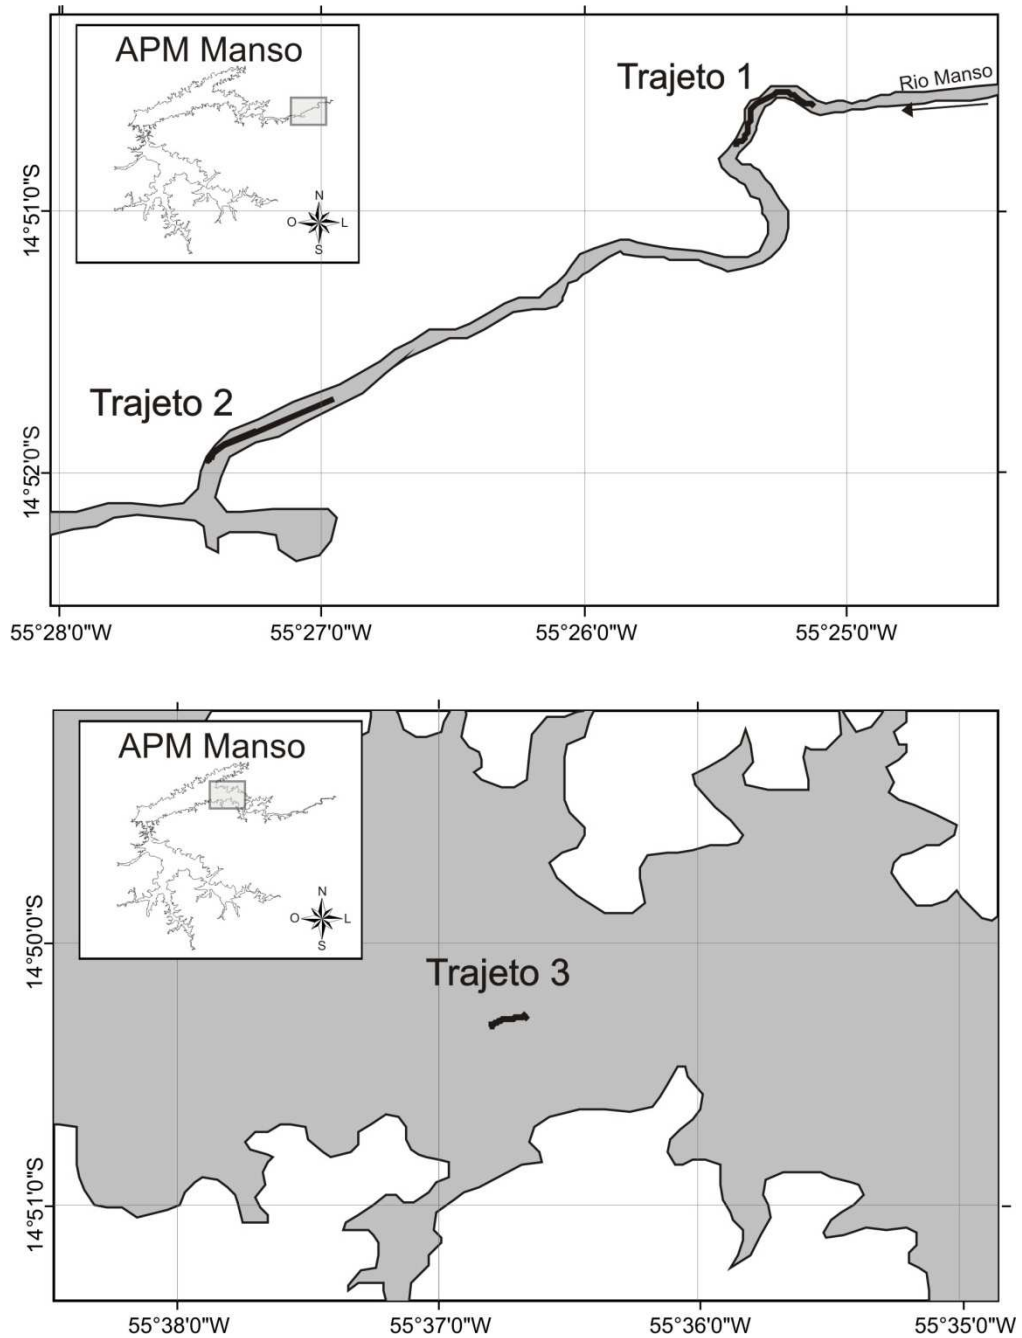 APM Manso
N
O L
S
Trajeto 1
Rio Manso
14°51'0"S
Trajeto 2
14°52'0"S
55°28'0"W 55°27'0"W 55°26'0"W 55°25'0"W
APM Manso
N
O L
S
14°50'0"S
Trajeto 3
14°51'0"S
55°38'0"W 55°37'0"W 55°36'0"W 55°35'0"W